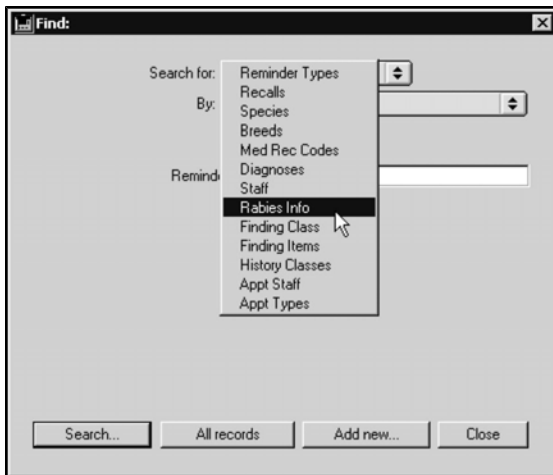 Find:
Search for: Reminder Types
Recalls
By: Species
Breeds
Med Rec Codes
Diagnoses
Staff
Rabies Info
Finding Class
Finding Items
History Classes
Appt Staff
Appt Types
Search... All records Add new... Close